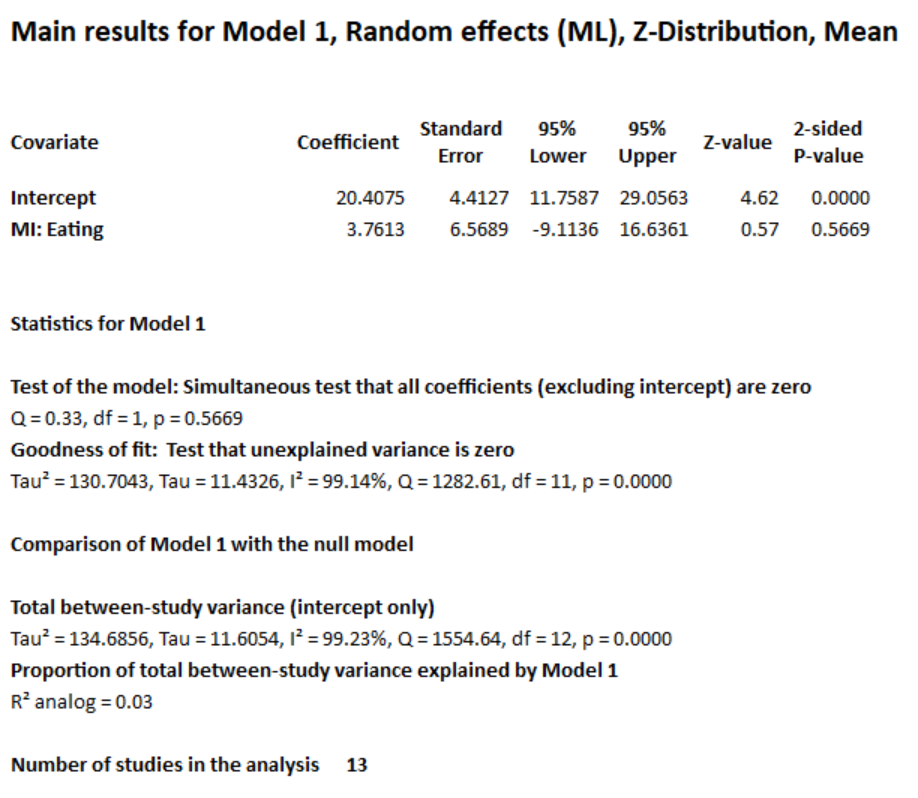 Main results for Model 1, Random effects (ML), Z-Distribution, Mean
Covariate Coefficient Standard Error 95% Lower 95% Upper Z-value 2-sided P-value
Intercept 20.4075 4.4127 11.7587 29.0563 4.62 0.0000
MI: Eating 3.7613 6.5689 -9.1136 16.6361 0.57 0.5669
Statistics for Model 1
Test of the model: Simultaneous test that all coefficients (excluding intercept) are zero
Q = 0.33, df = 1, p = 0.5669
Goodness of fit: Test that unexplained variance is zero
Tau² = 130.7043, Tau = 11.4326, I² = 99.14%, Q = 1282.61, df = 11, p = 0.0000
Comparison of Model 1 with the null model
Total between-study variance (intercept only)
Tau² = 134.6856, Tau = 11.6054, I² = 99.23%, Q = 1554.64, df = 12, p = 0.0000
Proportion of total between-study variance explained by Model 1
R² analog = 0.03
Number of studies in the analysis 13